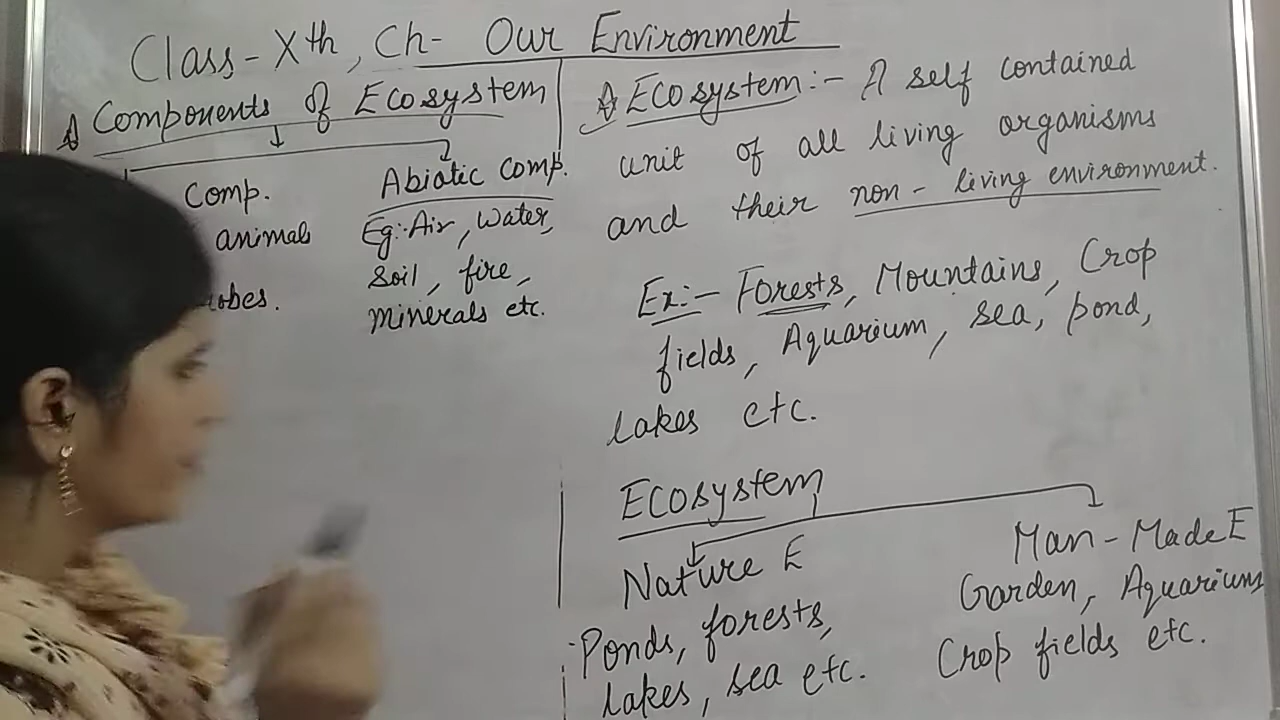 Class-Xth, Ch- Our Environment
Components of Ecosystem
Comp.
animals
Abiotic comp.
Eg:-Air, water,
soil, fire,
minerals etc.
Ecosystem:- A self contained
unit of all living organisms
and their non-living environment.
Ex:- Forests, Mountains, Crop
fields, Aquarium, sea, pond,
lakes etc.
Ecosystem
Nature E
Ponds, forests,
lakes, sea etc.
Man-Made E
Garden, Aquarium
Crop fields etc.